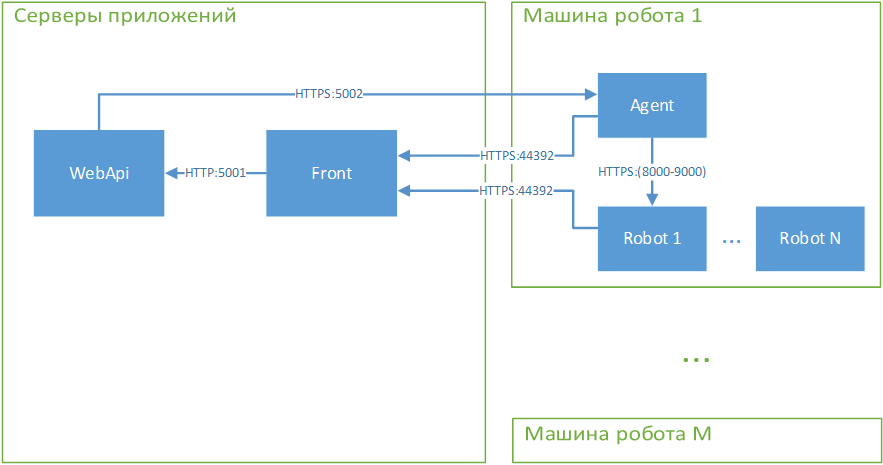 Серверы приложений
Машина робота 1
HTTPS:5002
Agent
WebApi
HTTP:5001
Front
HTTPS:44392
HTTPS:(8000-9000)
HTTPS:44392
Robot 1
...
Robot N
...
Машина робота M